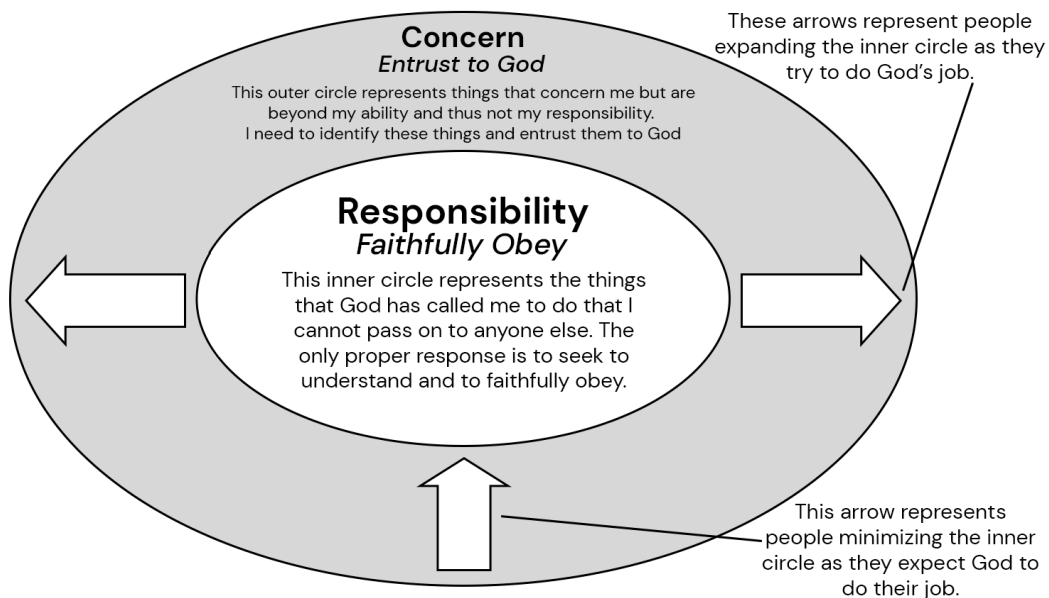 Concern
Entrust to God
This outer circle represents things that concern me but are
beyond my ability and thus not my responsibility.
I need to identify these things and entrust them to God
These arrows represent people
expanding the inner circle as they
try to do God’s job.
Responsibility
Faithfully Obey
This inner circle represents the things
that God has called me to do that I
cannot pass on to anyone else. The
only proper response is to seek to
understand and to faithfully obey.
This arrow represents
people minimizing the inner
circle as they expect God to
do their job.